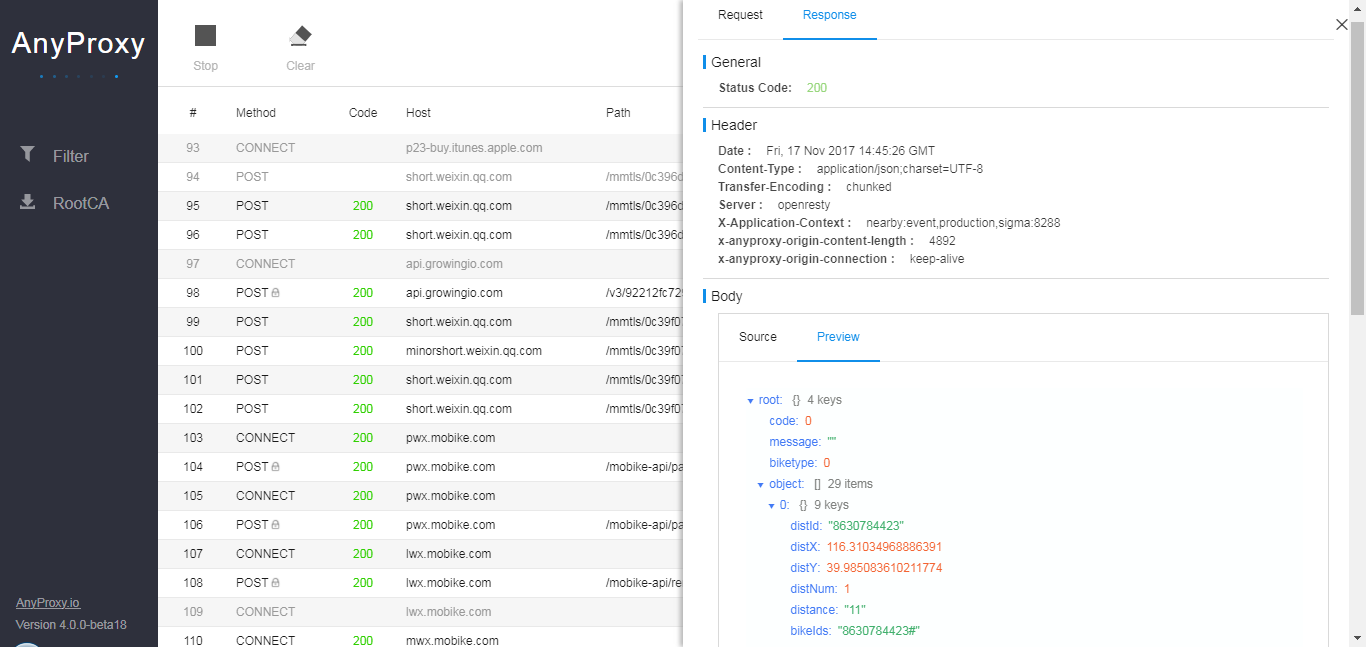 AnyProxy
Filter
RootCA
AnyProxy.io
Version 4.0.0-beta18
Stop Clear
# Method Code Host Path
93 CONNECT p23-buy.itunes.apple.com
94 POST short.weixin.qq.com /mmtls/0c396d
95 POST 200 short.weixin.qq.com /mmtls/0c396d
96 POST 200 short.weixin.qq.com /mmtls/0c396d
97 CONNECT api.growingio.com
98 POST 200 api.growingio.com /v3/92212fc729
99 POST 200 short.weixin.qq.com /mmtls/0c39f07
100 POST 200 minorshort.weixin.qq.com /mmtls/0c39f07
101 POST 200 short.weixin.qq.com /mmtls/0c39f07
102 POST 200 short.weixin.qq.com /mmtls/0c39f07
103 CONNECT 200 pwx.mobike.com
104 POST 200 pwx.mobike.com /mobike-api/pa
105 CONNECT 200 pwx.mobike.com
106 POST 200 pwx.mobike.com /mobike-api/pa
107 CONNECT 200 lwx.mobike.com
108 POST 200 lwx.mobike.com /mobike-api/re
109 CONNECT lwx.mobike.com
110 CONNECT 200 mwx.mobike.com
Request Response
General
Status Code: 200
Header
Date : Fri, 17 Nov 2017 14:45:26 GMT
Content-Type : application/json;charset=UTF-8
Transfer-Encoding : chunked
Server : openresty
X-Application-Context : nearby:event,production,sigma:8288
x-anyproxy-origin-content-length : 4892
x-anyproxy-origin-connection : keep-alive
Body
Source Preview
root: {} 4 keys
code: 0
message: ""
biketype: 0
object: [] 29 items
0: {} 9 keys
distId: "8630784423"
distX: 116.31034968886391
distY: 39.985083610211774
distNum: 1
distance: "11"
bikeIds: "8630784423#"